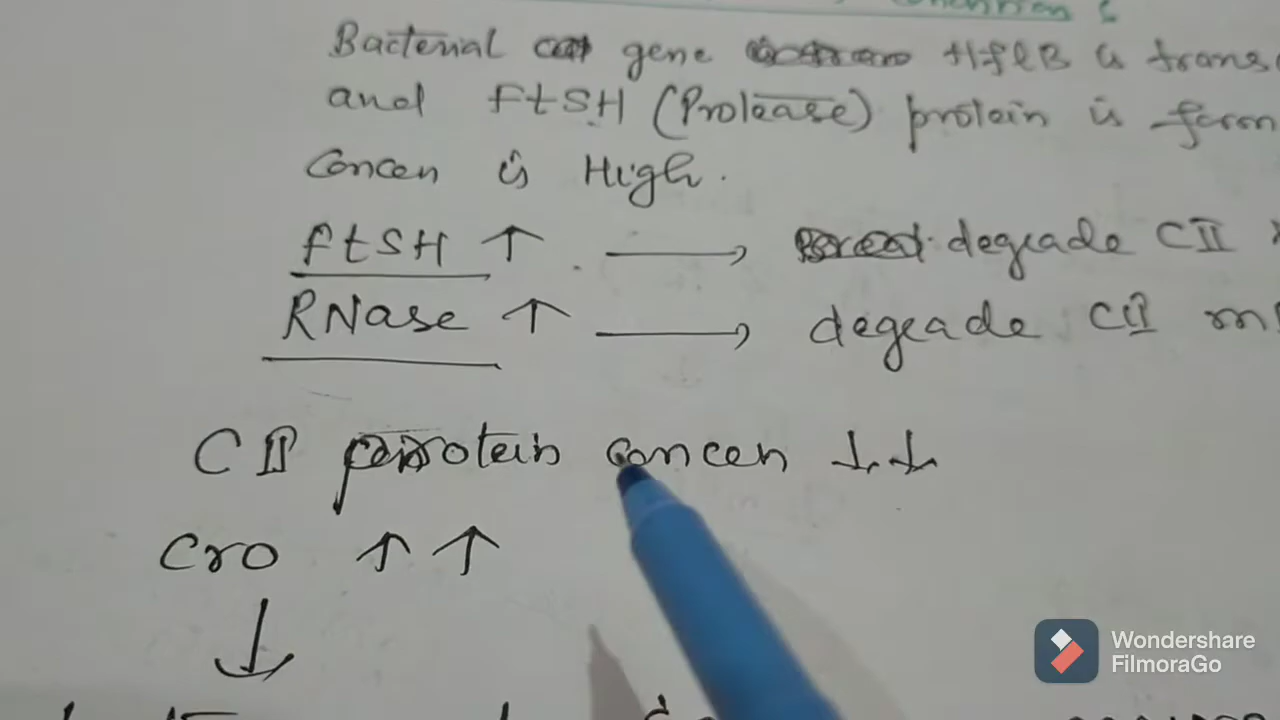 Bacterial gene HflB is trans
and FtSH (Protease) protein is form
Concen is High.
FtSH ↑ → degrade CII
RNase ↑ → degrade CII m
CII protein concen ↓↓
Cro ↑ ↑
↓
Wondershare
FilmoraGo